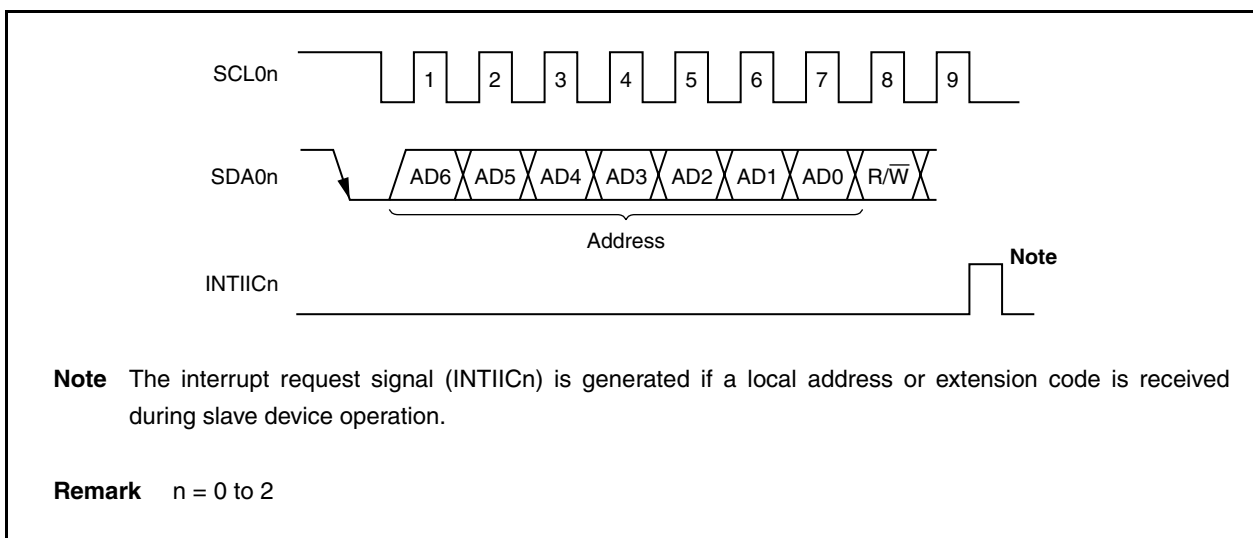 SCL0n
1 2 3 4 5 6 7 8 9
SDA0n
AD6 AD5 AD4 AD3 AD2 AD1 AD0 R/W̅
Address
Note
INTIICn
Note The interrupt request signal (INTIICn) is generated if a local address or extension code is received
during slave device operation.
Remark n = 0 to 2